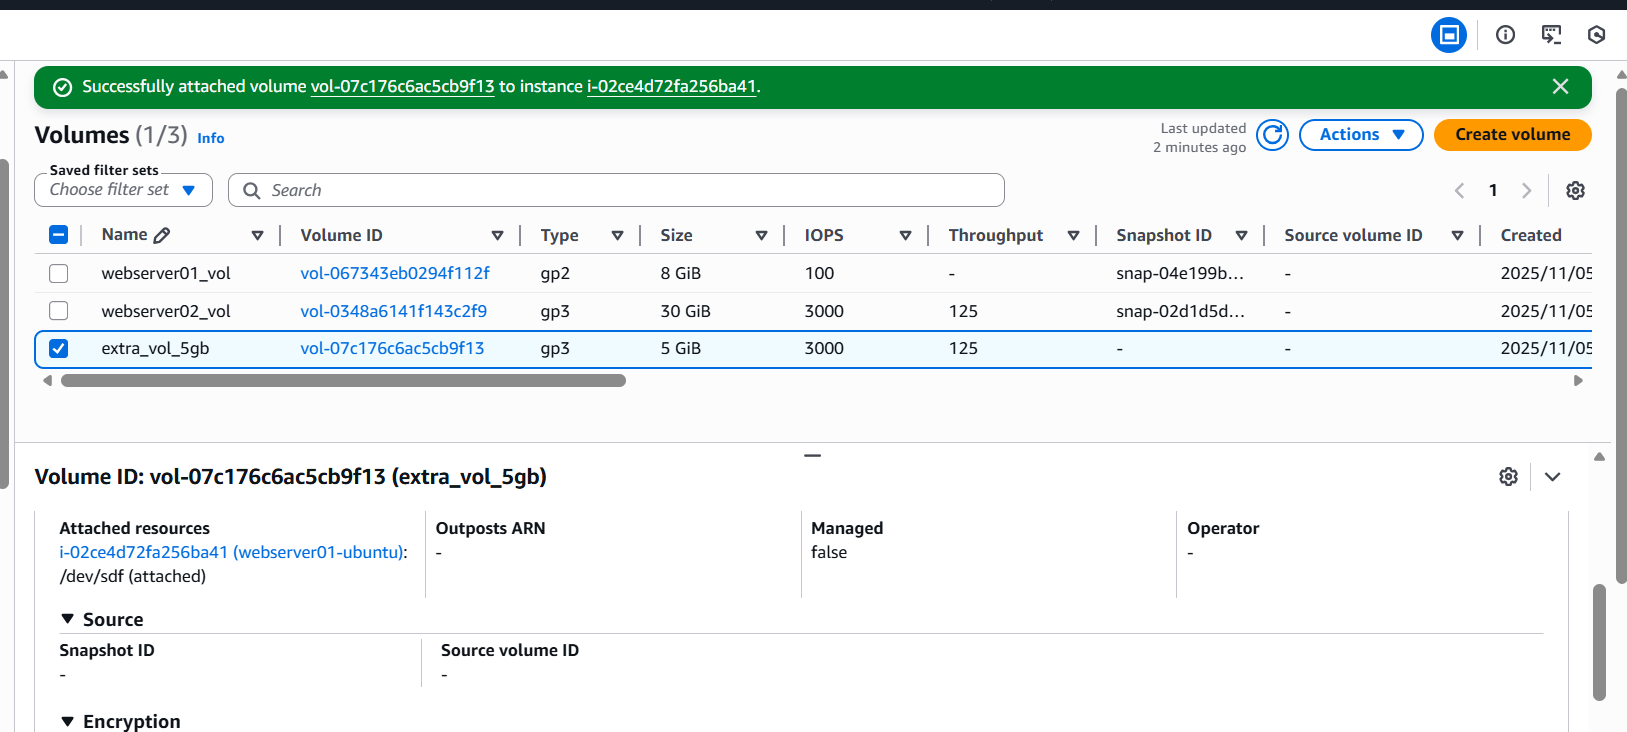 Successfully attached volume vol-07c176c6ac5cb9f13 to instance i-02ce4d72fa256ba41.
Volumes (1/3) Info
Last updated
2 minutes ago
Actions
Create volume
Saved filter sets
Choose filter set
Search
1
Name Volume ID Type Size IOPS Throughput Snapshot ID Source volume ID Created
webserver01_vol vol-067343eb0294f112f gp2 8 GiB 100 - snap-04e199b... - 2025/11/05
webserver02_vol vol-0348a6141f143c2f9 gp3 30 GiB 3000 125 snap-02d1d5d... - 2025/11/05
extra_vol_5gb vol-07c176c6ac5cb9f13 gp3 5 GiB 3000 125 - - 2025/11/05
Volume ID: vol-07c176c6ac5cb9f13 (extra_vol_5gb)
Attached resources
i-02ce4d72fa256ba41 (webserver01-ubuntu):
/dev/sdf (attached)
Outposts ARN
-
Managed
false
Operator
-
Source
Snapshot ID
-
Source volume ID
-
Encryption